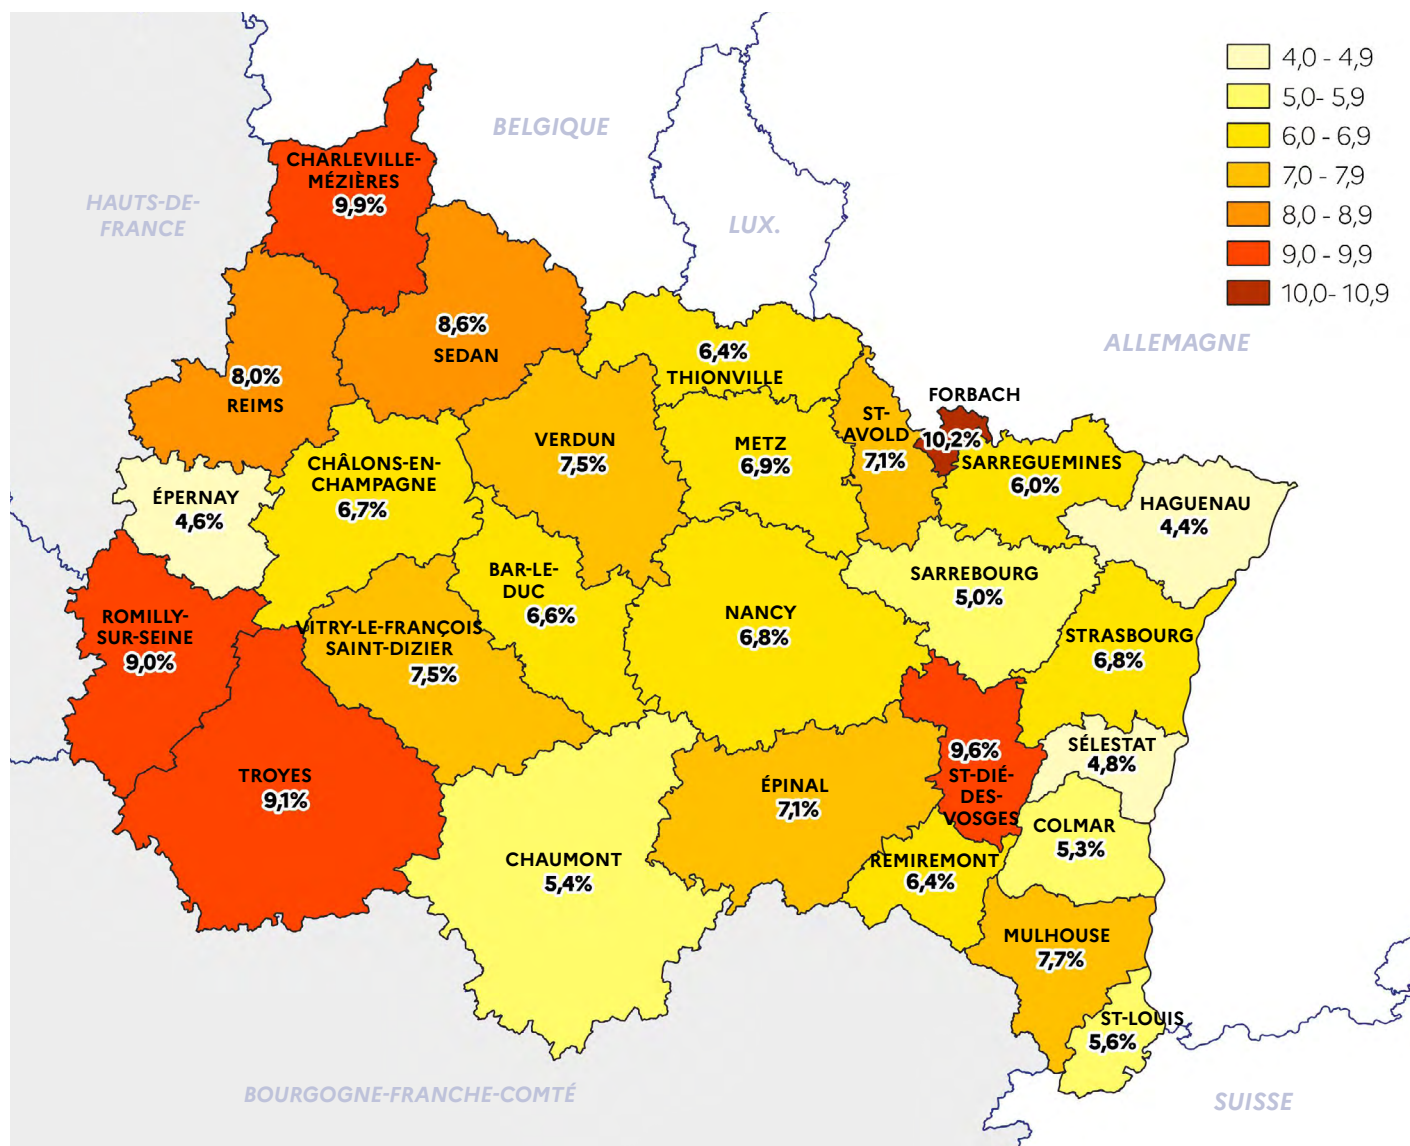 4,0 - 4,9
5,0- 5,9
6,0 - 6,9
7,0 - 7,9
8,0 - 8,9
9,0 - 9,9
10,0- 10,9
BELGIQUE
HAUTS-DE-
FRANCE
LUX.
ALLEMAGNE
CHARLEVILLE-
MÉZIÈRES
9,9%
8,6%
SEDAN
8,0%
REIMS
6,4%
THIONVILLE
FORBACH
10,2%
ST-
AVOLD
7,1%
VERDUN
7,5%
METZ
6,9%
SARREGUEMINES
6,0%
CHÂLONS-EN-
CHAMPAGNE
6,7%
ÉPERNAY
4,6%
HAGUENAU
4,4%
BAR-LE-
DUC
6,6%
SARREBOURG
5,0%
ROMILLY-
SUR-SEINE
9,0%
VITRY-LE-FRANÇOIS
SAINT-DIZIER
7,5%
NANCY
6,8%
STRASBOURG
6,8%
TROYES
9,1%
9,6%
ST-DIÉ-
DES-
VOSGES
SÉLESTAT
4,8%
ÉPINAL
7,1%
COLMAR
5,3%
CHAUMONT
5,4%
REMIREMONT
6,4%
MULHOUSE
7,7%
ST-LOUIS
5,6%
BOURGOGNE-FRANCHE-COMTÉ
SUISSE